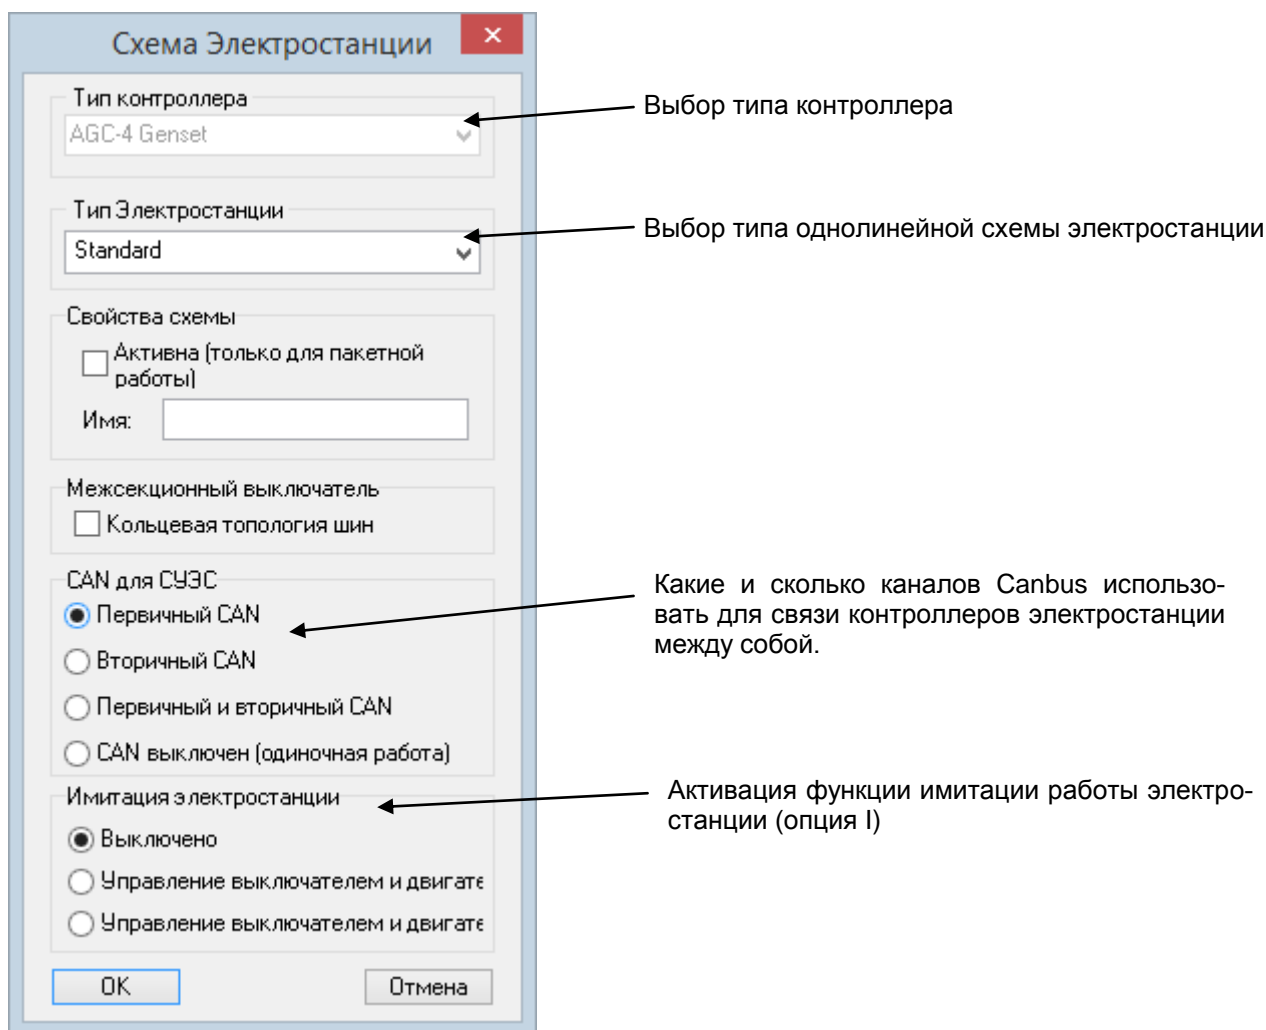 Схема Электростанции
Тип контроллера
AGC-4 Genset
Выбор типа контроллера
Тип Электростанции
Standard
Выбор типа однолинейной схемы электростанции
Свойства схемы
Активна (только для пакетной
работы)
Имя:
Межсекционный выключатель
Кольцевая топология шин
CAN для СУЭС
Первичный CAN
Вторичный CAN
Первичный и вторичный CAN
CAN выключен (одиночная работа)
Какие и сколько каналов Canbus использо-
вать для связи контроллеров электростанции
между собой.
Имитация электростанции
Выключено
Управление выключателем и двигате
Управление выключателем и двигате
Активация функции имитации работы электро-
станции (опция I)
OK
Отмена